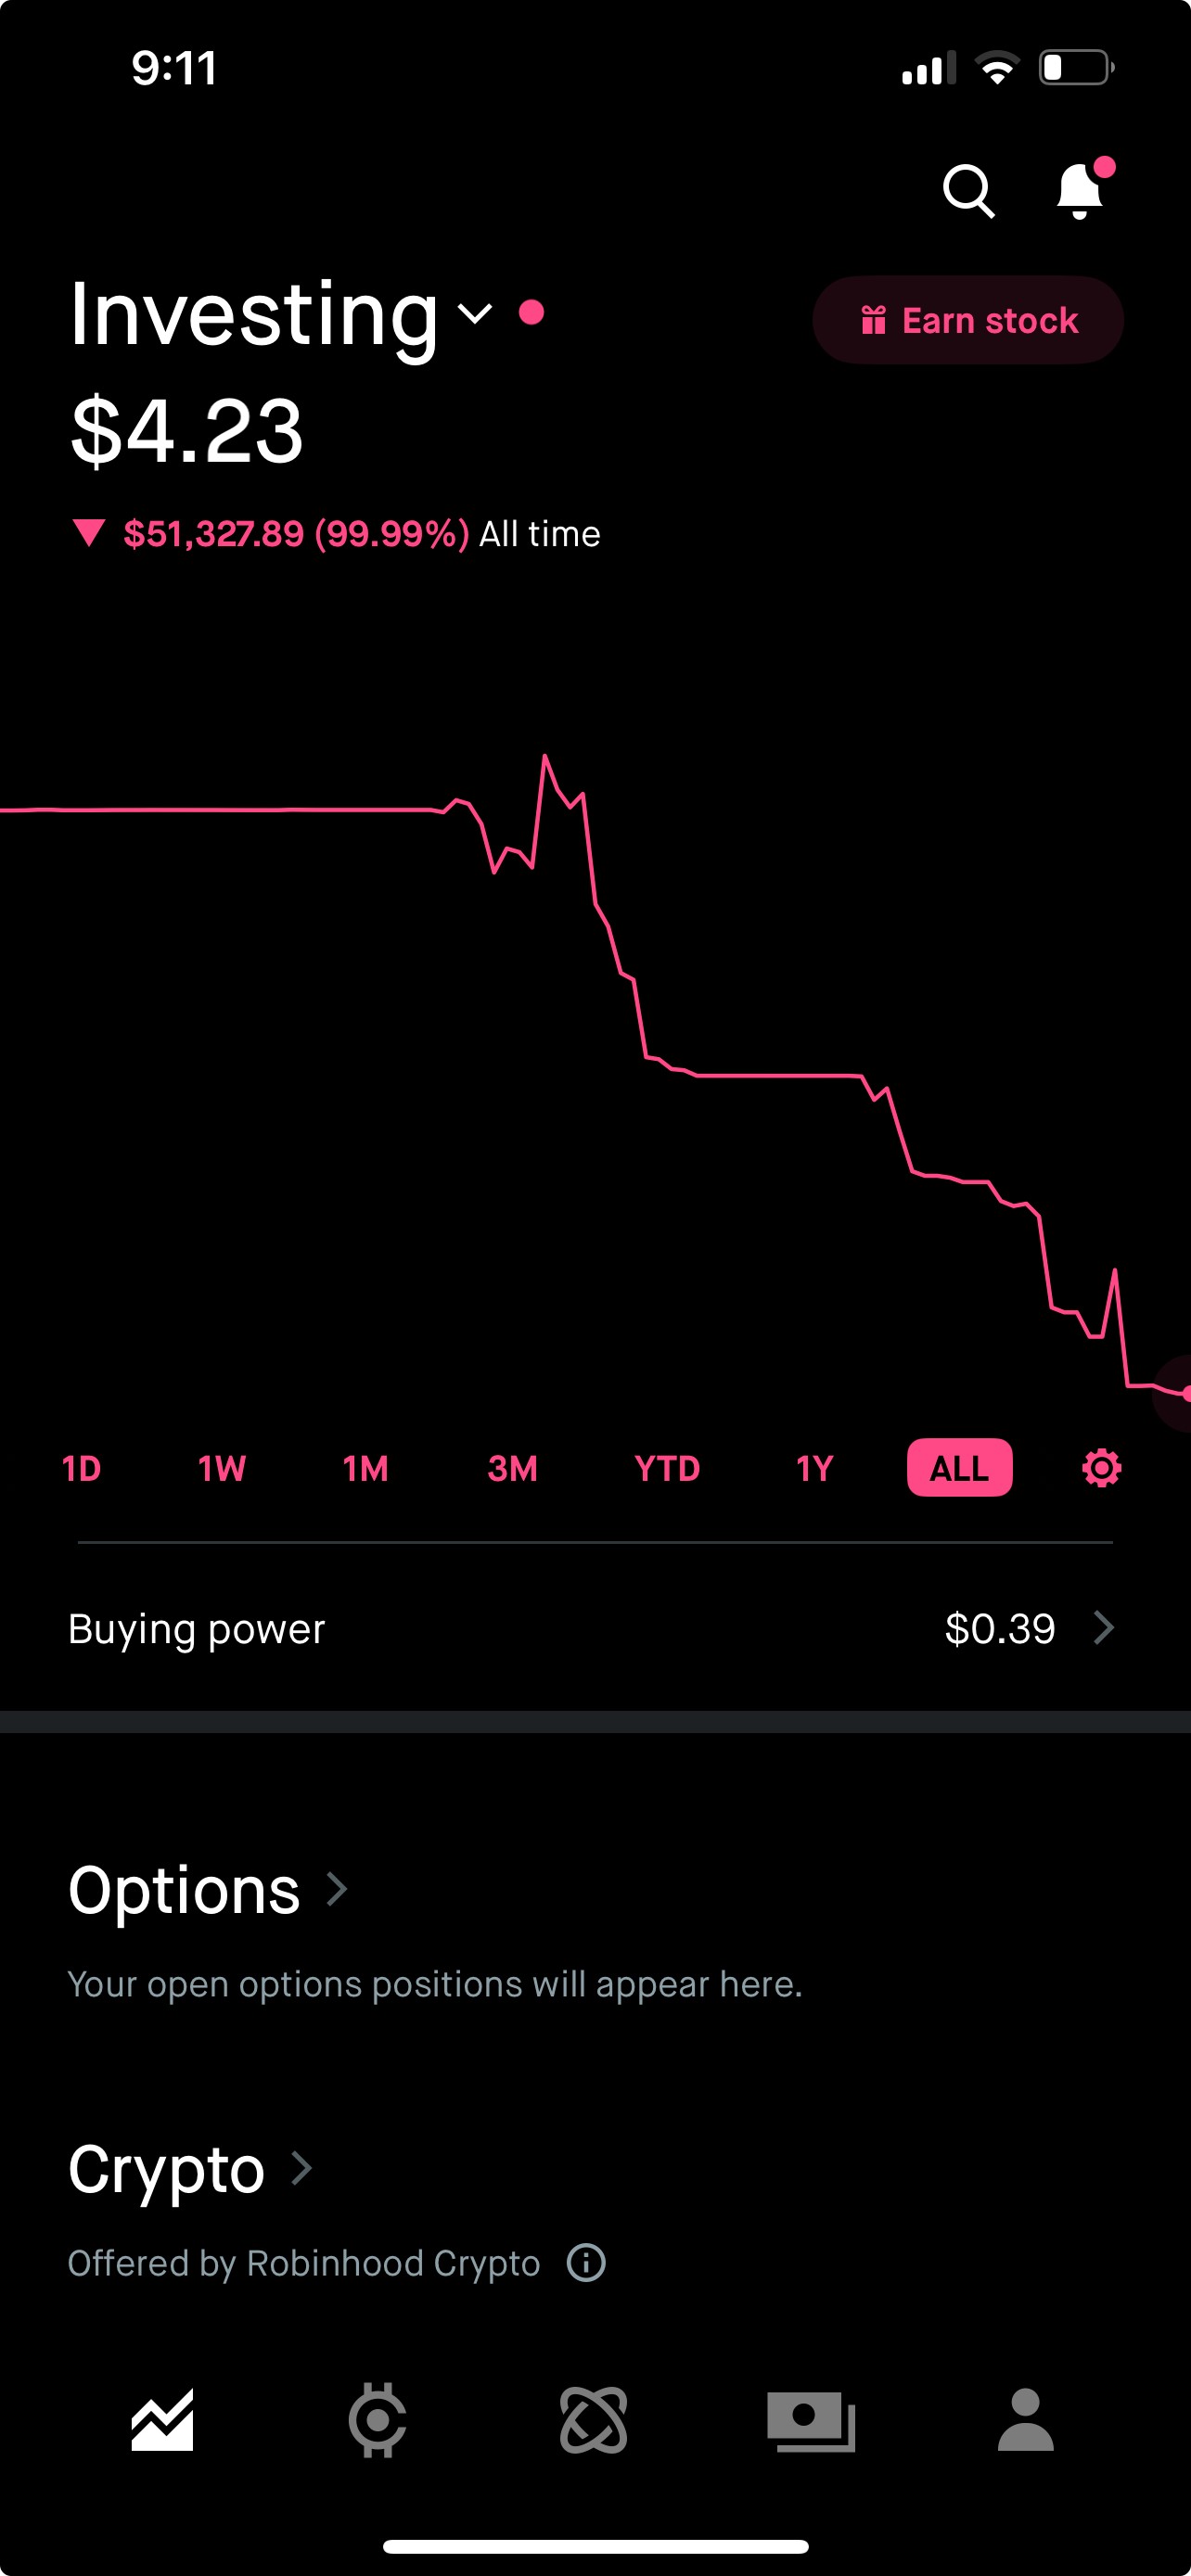 9:11
Investing
Earn stock
$4.23
▼ $51,327.89 (99.99%) All time
1D 1W 1M 3M YTD 1Y ALL
Buying power $0.39
Options
Your open options positions will appear here.
Crypto
Offered by Robinhood Crypto